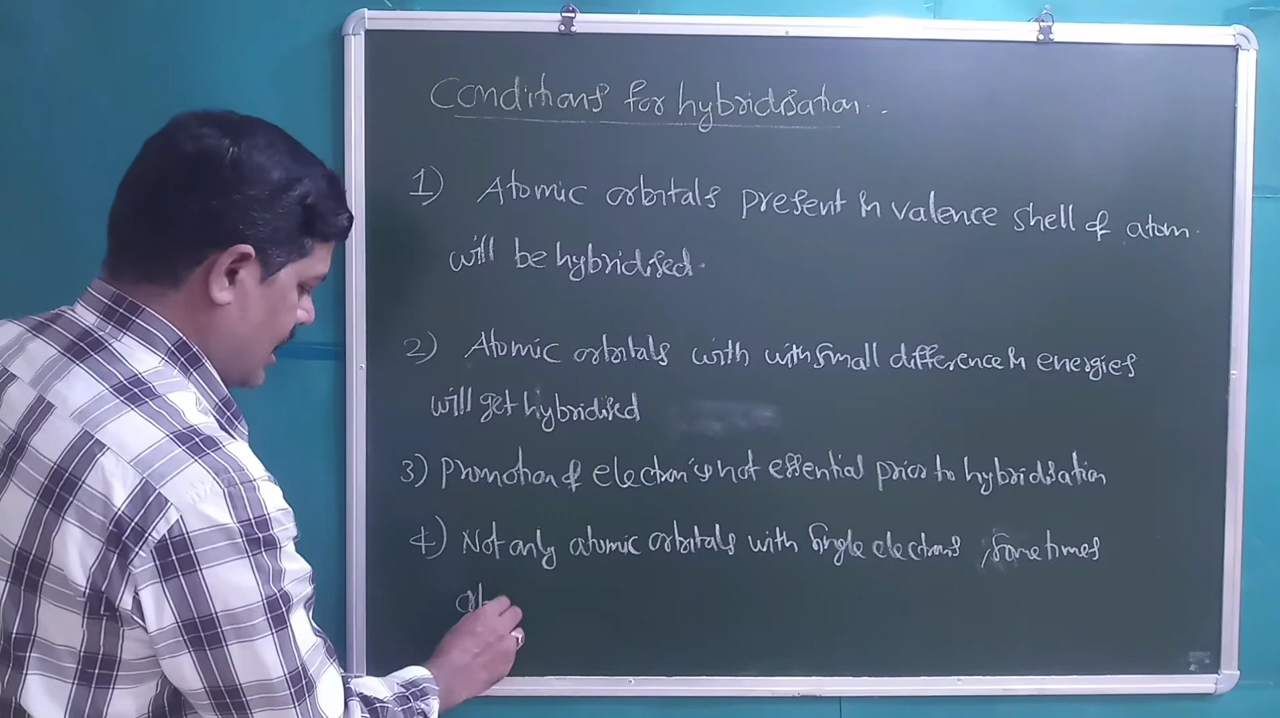 Conditions for hybridisation.
1) Atomic orbitals present in valence shell of atom.
will be hybridised.
2) Atomic orbitals with with small difference in energies
will get hybridised
3) Promotion of electron is not essential prior to hybridisation
4) Not only atomic orbitals with single electrons, sometimes